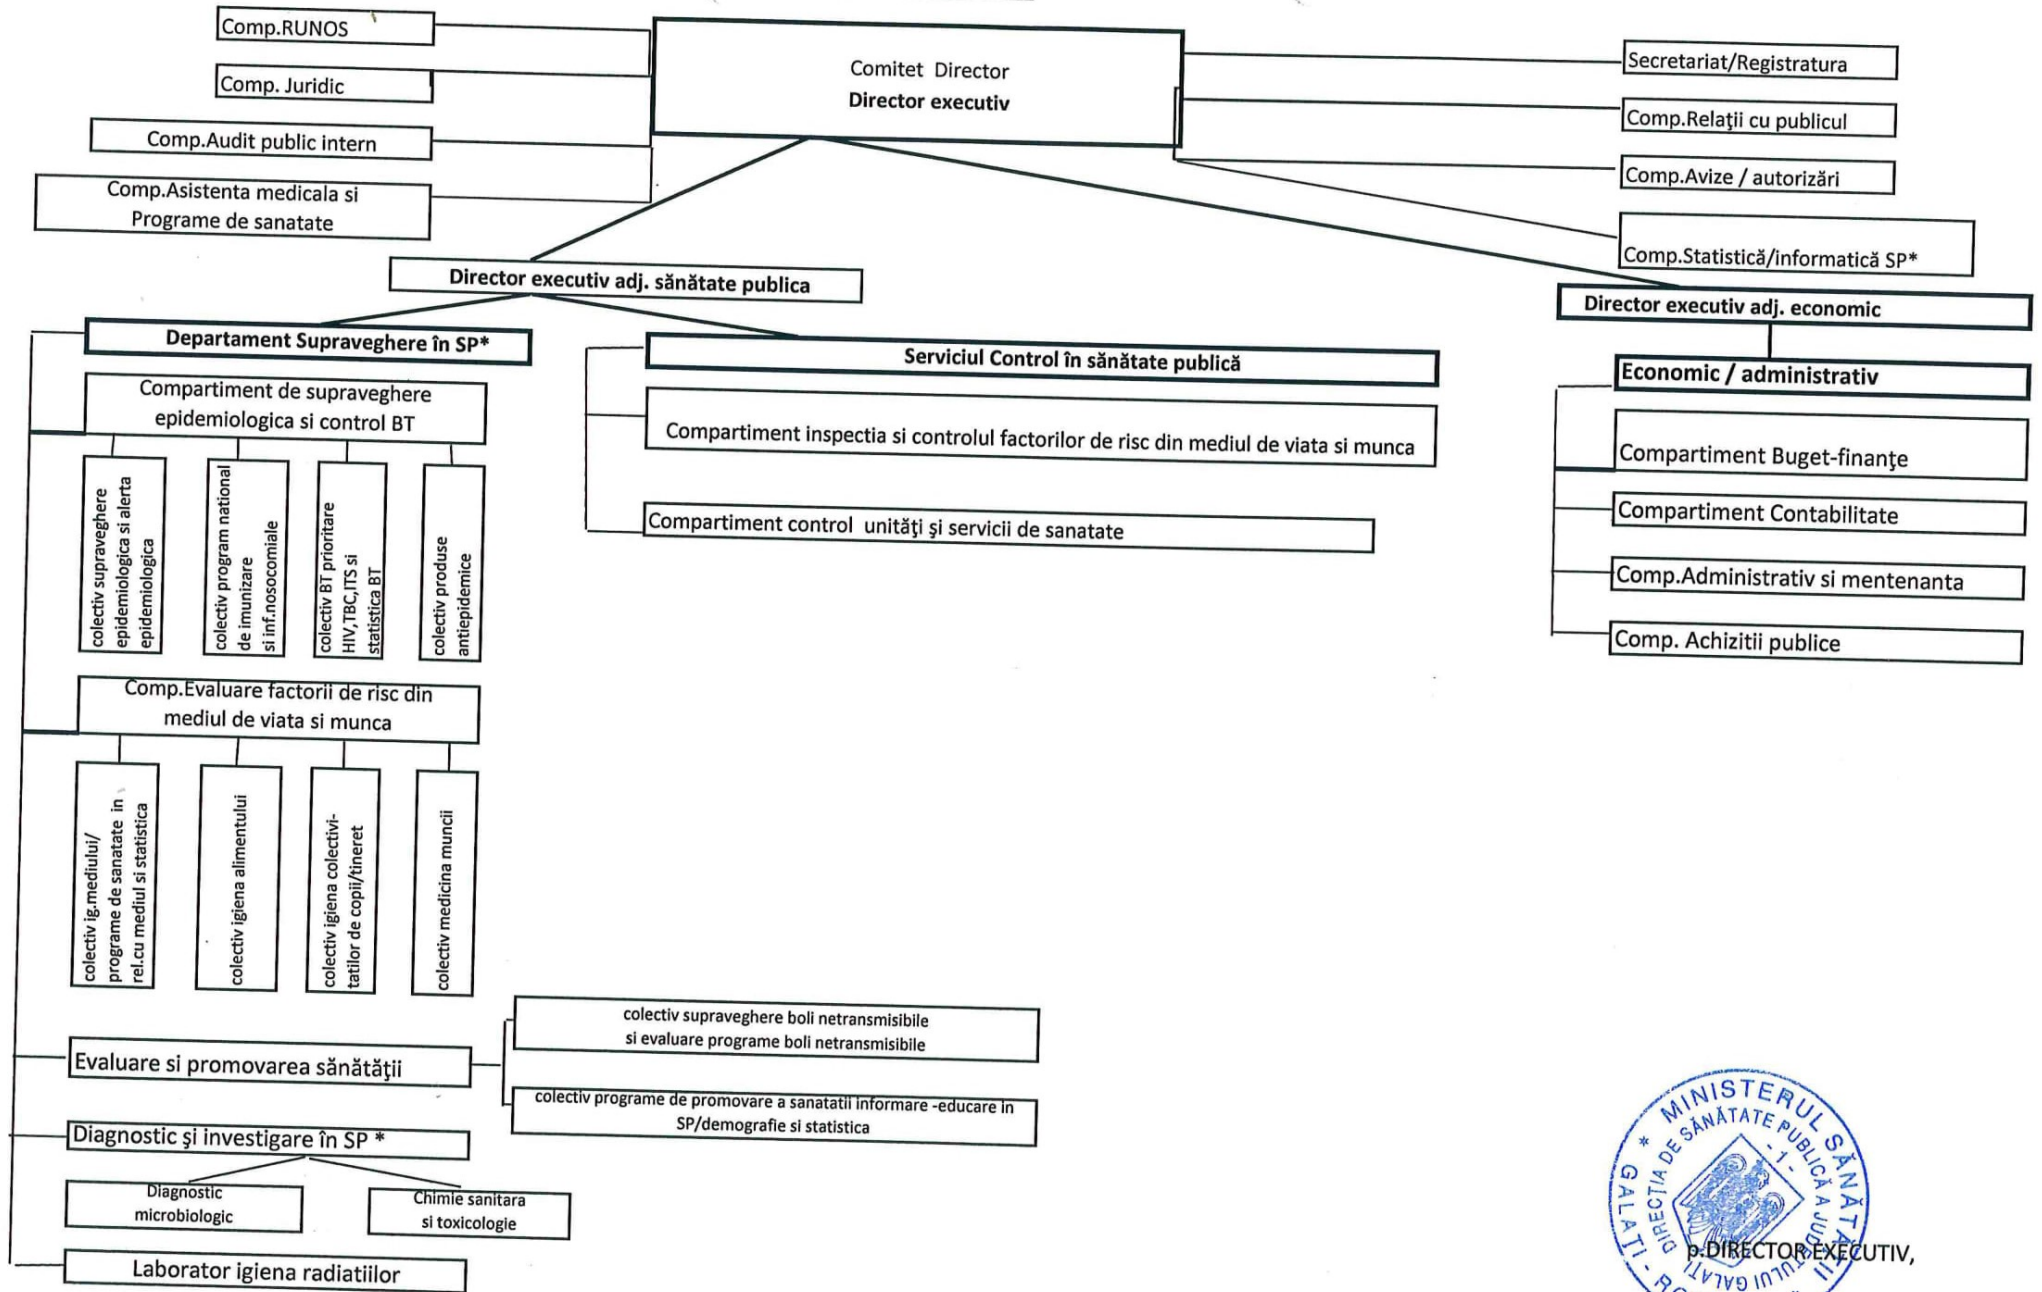 Comp.RUNOS
Comp. Juridic
Comp.Audit public intern
Comp.Asistenta medicala si
Programe de sanatate
Comitet Director
Director executiv
Secretariat/Registratura
Comp.Relaţii cu publicul
Comp.Avize / autorizări
Comp.Statistică/informatică SP*
Director executiv adj. sănătate publica
Director executiv adj. economic
Departament Supraveghere în SP*
Compartiment de supraveghere
epidemiologica si control BT
colectiv supraveghere
epidemiologica si alerta
epidemiologica
colectiv program national
de imunizare
si inf.nosocomiale
colectiv BT prioritare
HIV,TBC,ITS si
statistica BT
colectiv produse
antiepidemice
Comp.Evaluare factorii de risc din
mediul de viata si munca
colectiv ig.mediului/
programe de sanatate in
rel.cu mediul si statistica
colectiv igiena alimentului
colectiv igiena colectivi-
tatilor de copii/tineret
colectiv medicina muncii
Evaluare si promovarea sănătăţii
colectiv supraveghere boli netransmisibile
si evaluare programe boli netransmisibile
colectiv programe de promovare a sanatatii informare -educare in
SP/demografie si statistica
Diagnostic şi investigare în SP *
Diagnostic
microbiologic
Chimie sanitara
si toxicologie
Laborator igiena radiatiilor
Serviciul Control în sănătate publică
Compartiment inspectia si controlul factorilor de risc din mediul de viata si munca
Compartiment control unităţi şi servicii de sanatate
Economic / administrativ
Compartiment Buget-finanţe
Compartiment Contabilitate
Comp.Administrativ si mentenanta
Comp. Achizitii publice
* MINISTERUL SĂNĂTĂȚII
GALAȚI -
DIRECȚIA DE SĂNĂTATE PUBLICĂ A JUDEȚULUI GALAȚI
- 1 -
p.DIRECTOR EXECUTIV,